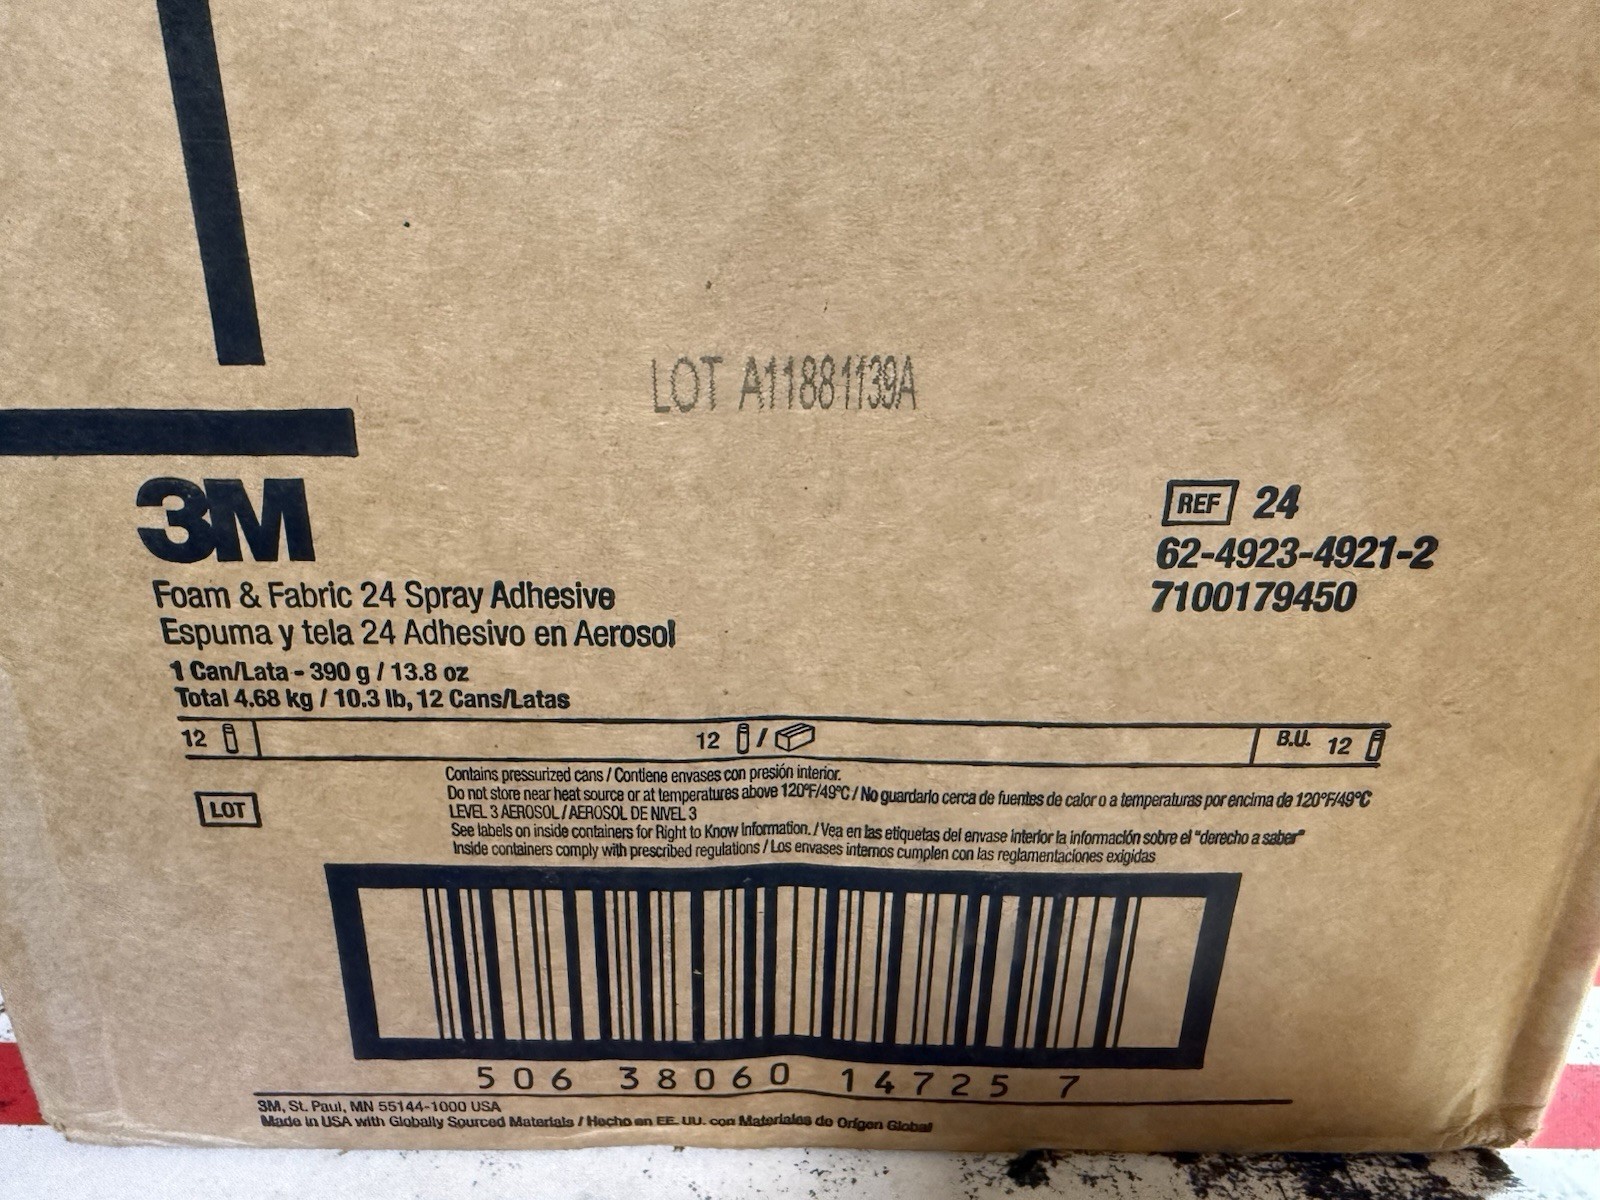 LOT A11881139A
3M
REF 24
62-4923-4921-2
7100179450
Foam & Fabric 24 Spray Adhesive
Espuma y tela 24 Adhesivo en Aerosol
1 Can/Lata - 390 g / 13.8 oz
Total 4.68 kg / 10.3 lb, 12 Cans/Latas
12 12 / B.U. 12
LOT
Contains pressurized cans / Contiene envases con presión interior.
Do not store near heat source or at temperatures above 120°F/49°C / No guardarlo cerca de fuentes de calor o a temperaturas por encima de 120°F/49°C
LEVEL 3 AEROSOL / AEROSOL DE NIVEL 3
See labels on inside containers for Right to Know Information. / Vea en las etiquetas del envase interior la información sobre el "derecho a saber"
Inside containers comply with prescribed regulations / Los envases internos cumplen con las reglamentaciones exigidas
506 38060 14725 7
3M, St. Paul, MN 55144-1000 USA
Made in USA with Globally Sourced Materials / Hecho en EE. UU. con Materiales de Orígen Global